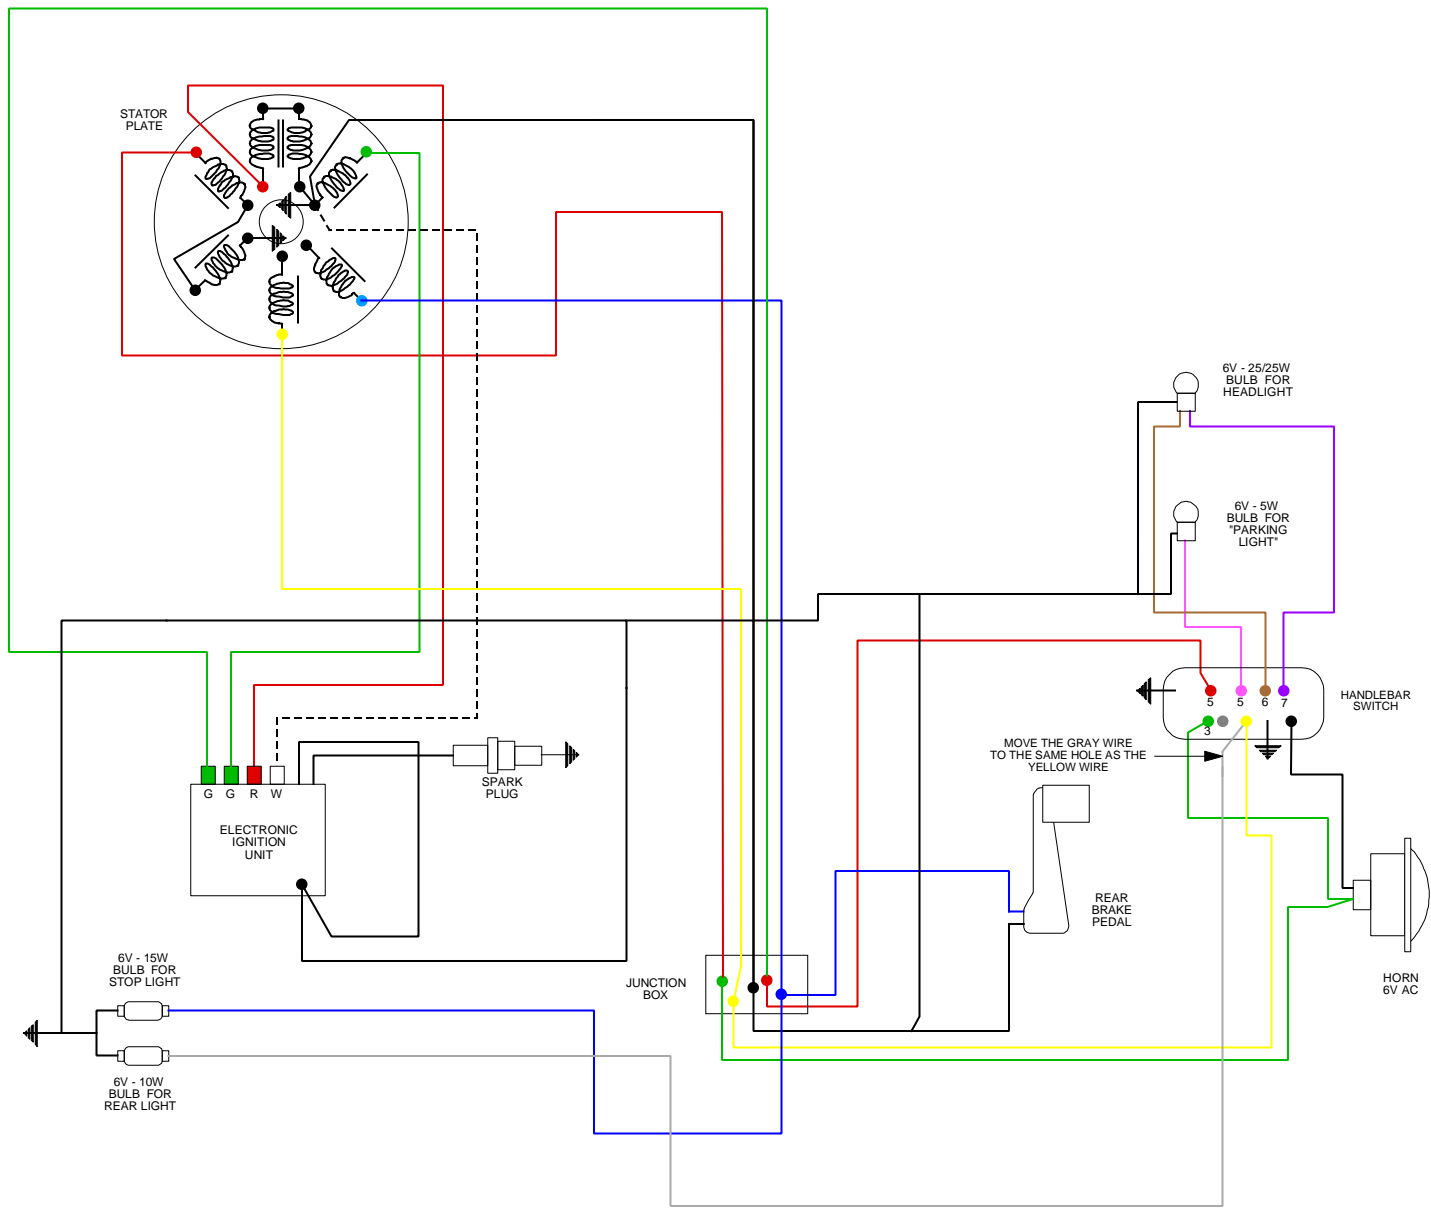 STATOR
PLATE
6V - 25/25W
BULB FOR
HEADLIGHT
6V - 5W
BULB FOR
"PARKING
LIGHT"
HANDLEBAR
SWITCH
5
5
6
7
3
MOVE THE GRAY WIRE
TO THE SAME HOLE AS THE
YELLOW WIRE
SPARK
PLUG
G G R W
ELECTRONIC
IGNITION
UNIT
REAR
BRAKE
PEDAL
6V - 15W
BULB FOR
STOP LIGHT
JUNCTION
BOX
HORN
6V AC
6V - 10W
BULB FOR
REAR LIGHT